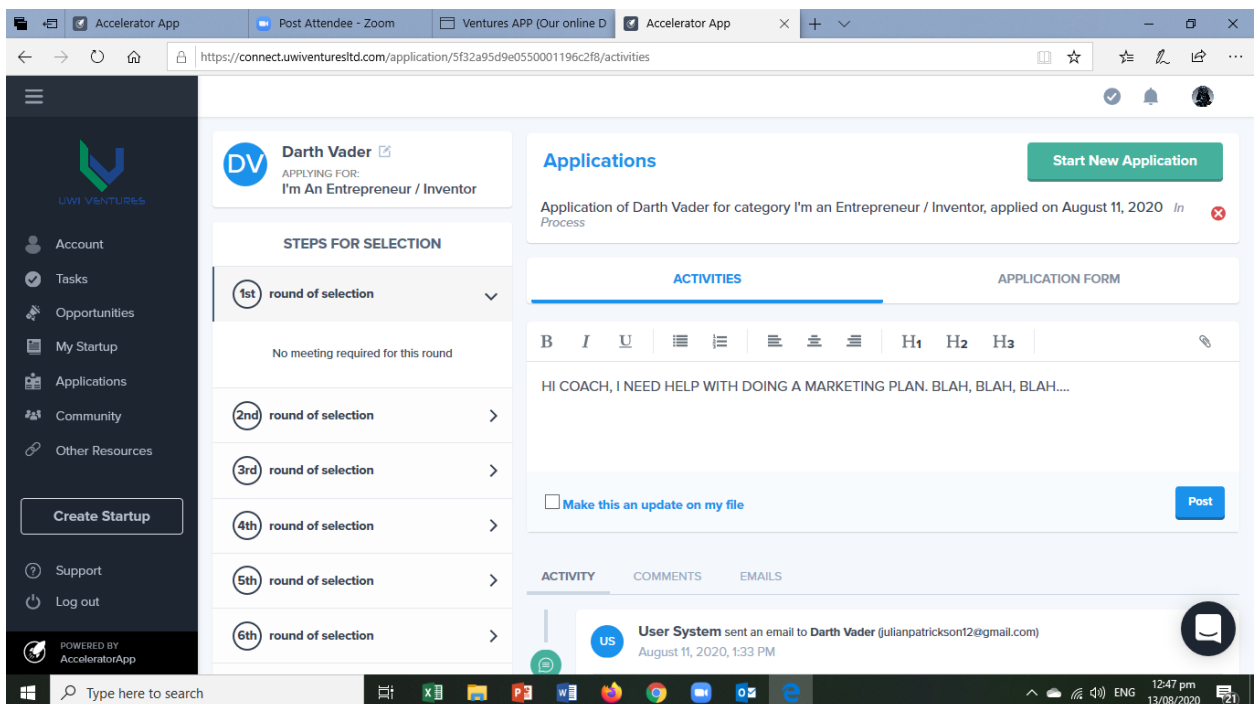 Accelerator App
Post Attendee - Zoom
Ventures APP (Our online D
Accelerator App
https://connect.uwiventuresltd.com/application/5f32a95d9e0550001196c2f8/activities
UWI VENTURES
Account
Tasks
Opportunities
My Startup
Applications
Community
Other Resources
Create Startup
Support
Log out
POWERED BY
AcceleratorApp
DV
Darth Vader
APPLYING FOR:
I'm An Entrepreneur / Inventor
STEPS FOR SELECTION
1st round of selection
No meeting required for this round
2nd round of selection
3rd round of selection
4th round of selection
5th round of selection
6th round of selection
Applications
Start New Application
Application of Darth Vader for category I'm an Entrepreneur / Inventor, applied on August 11, 2020 In
Process
ACTIVITIES
APPLICATION FORM
B I U H1 H2 H3
HI COACH, I NEED HELP WITH DOING A MARKETING PLAN. BLAH, BLAH, BLAH....
Make this an update on my file
Post
ACTIVITY COMMENTS EMAILS
US
User System sent an email to Darth Vader (julianpatrickson12@gmail.com)
August 11, 2020, 1:33 PM
Type here to search
ENG
12:47 pm
13/08/2020
21